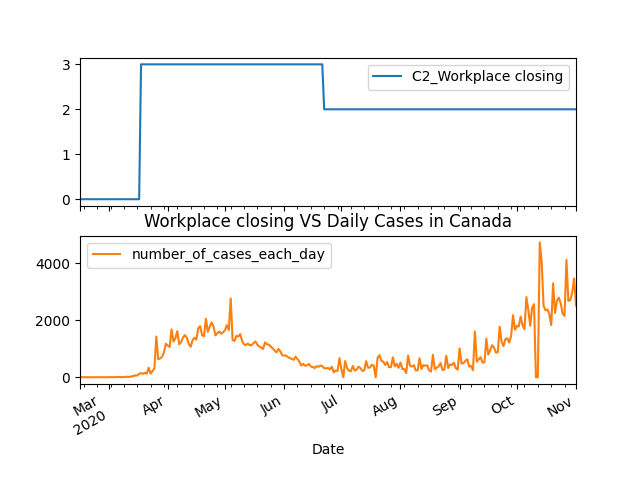 3
2
1
0
C2_Workplace closing
Workplace closing VS Daily Cases in Canada
4000
2000
0
number_of_cases_each_day
Mar
2020
Apr
May
Jun
Jul
Aug
Sep
Oct
Nov
Date